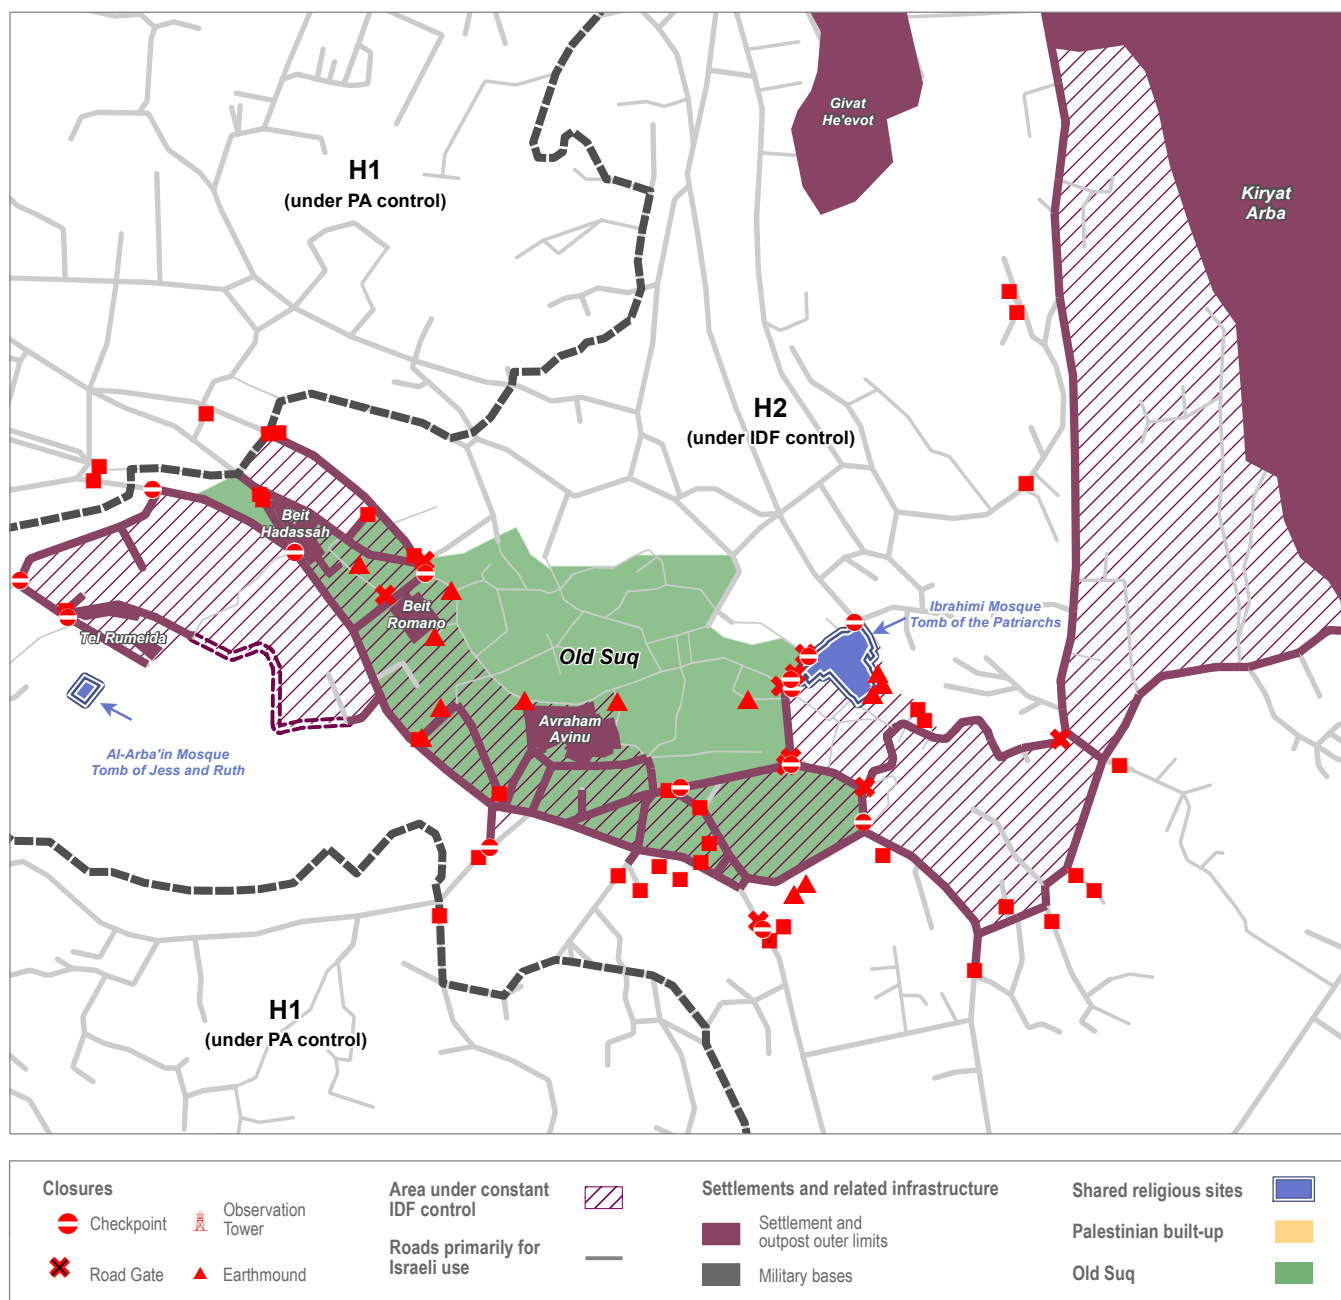 Givat
He'evot
H1
(under PA control)
Kiryat
Arba
H2
(under IDF control)
Beit
Hadassah
Beit
Romano
Ibrahimi Mosque
Tomb of the Patriarchs
Tel Rumeida
Old Suq
Avraham
Avinu
Al-Arba'in Mosque
Tomb of Jess and Ruth
H1
(under PA control)
Closures
Checkpoint
Observation
Tower
Road Gate
Earthmound
Area under constant
IDF control
Roads primarily for
Israeli use
Settlements and related infrastructure
Settlement and
outpost outer limits
Military bases
Shared religious sites
Palestinian built-up
Old Suq